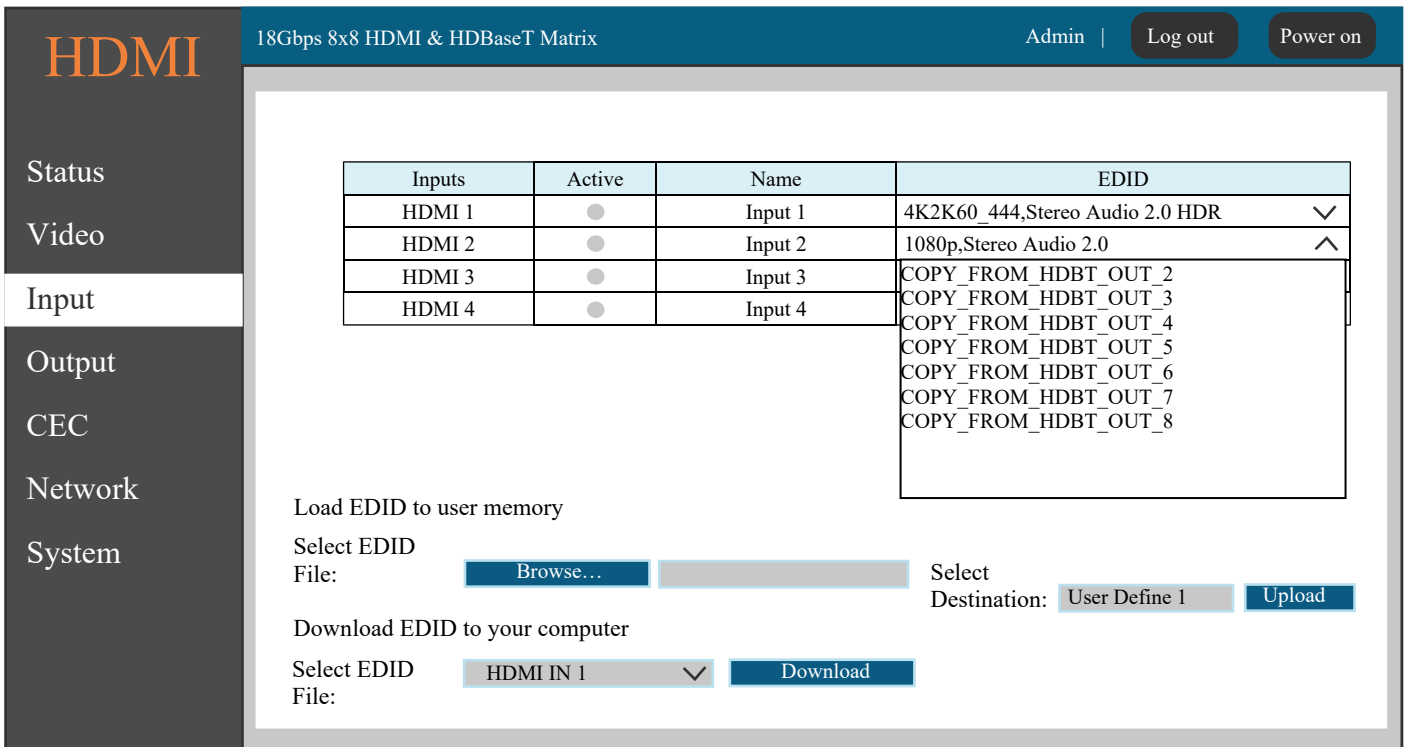 HDMI
18Gbps 8x8 HDMI & HDBaseT Matrix
Admin |
Log out
Power on
Status
Video
Input
Output
CEC
Network
System
Inputs Active Name EDID
HDMI 1 Input 1 4K2K60_444,Stereo Audio 2.0 HDR
HDMI 2 Input 2 1080p,Stereo Audio 2.0
HDMI 3 Input 3
HDMI 4 Input 4
COPY_FROM_HDBT_OUT_2
COPY_FROM_HDBT_OUT_3
COPY_FROM_HDBT_OUT_4
COPY_FROM_HDBT_OUT_5
COPY_FROM_HDBT_OUT_6
COPY_FROM_HDBT_OUT_7
COPY_FROM_HDBT_OUT_8
Load EDID to user memory
Select EDID
File:
Browse…
Select
Destination:
User Define 1
Upload
Download EDID to your computer
Select EDID
File:
HDMI IN 1
Download